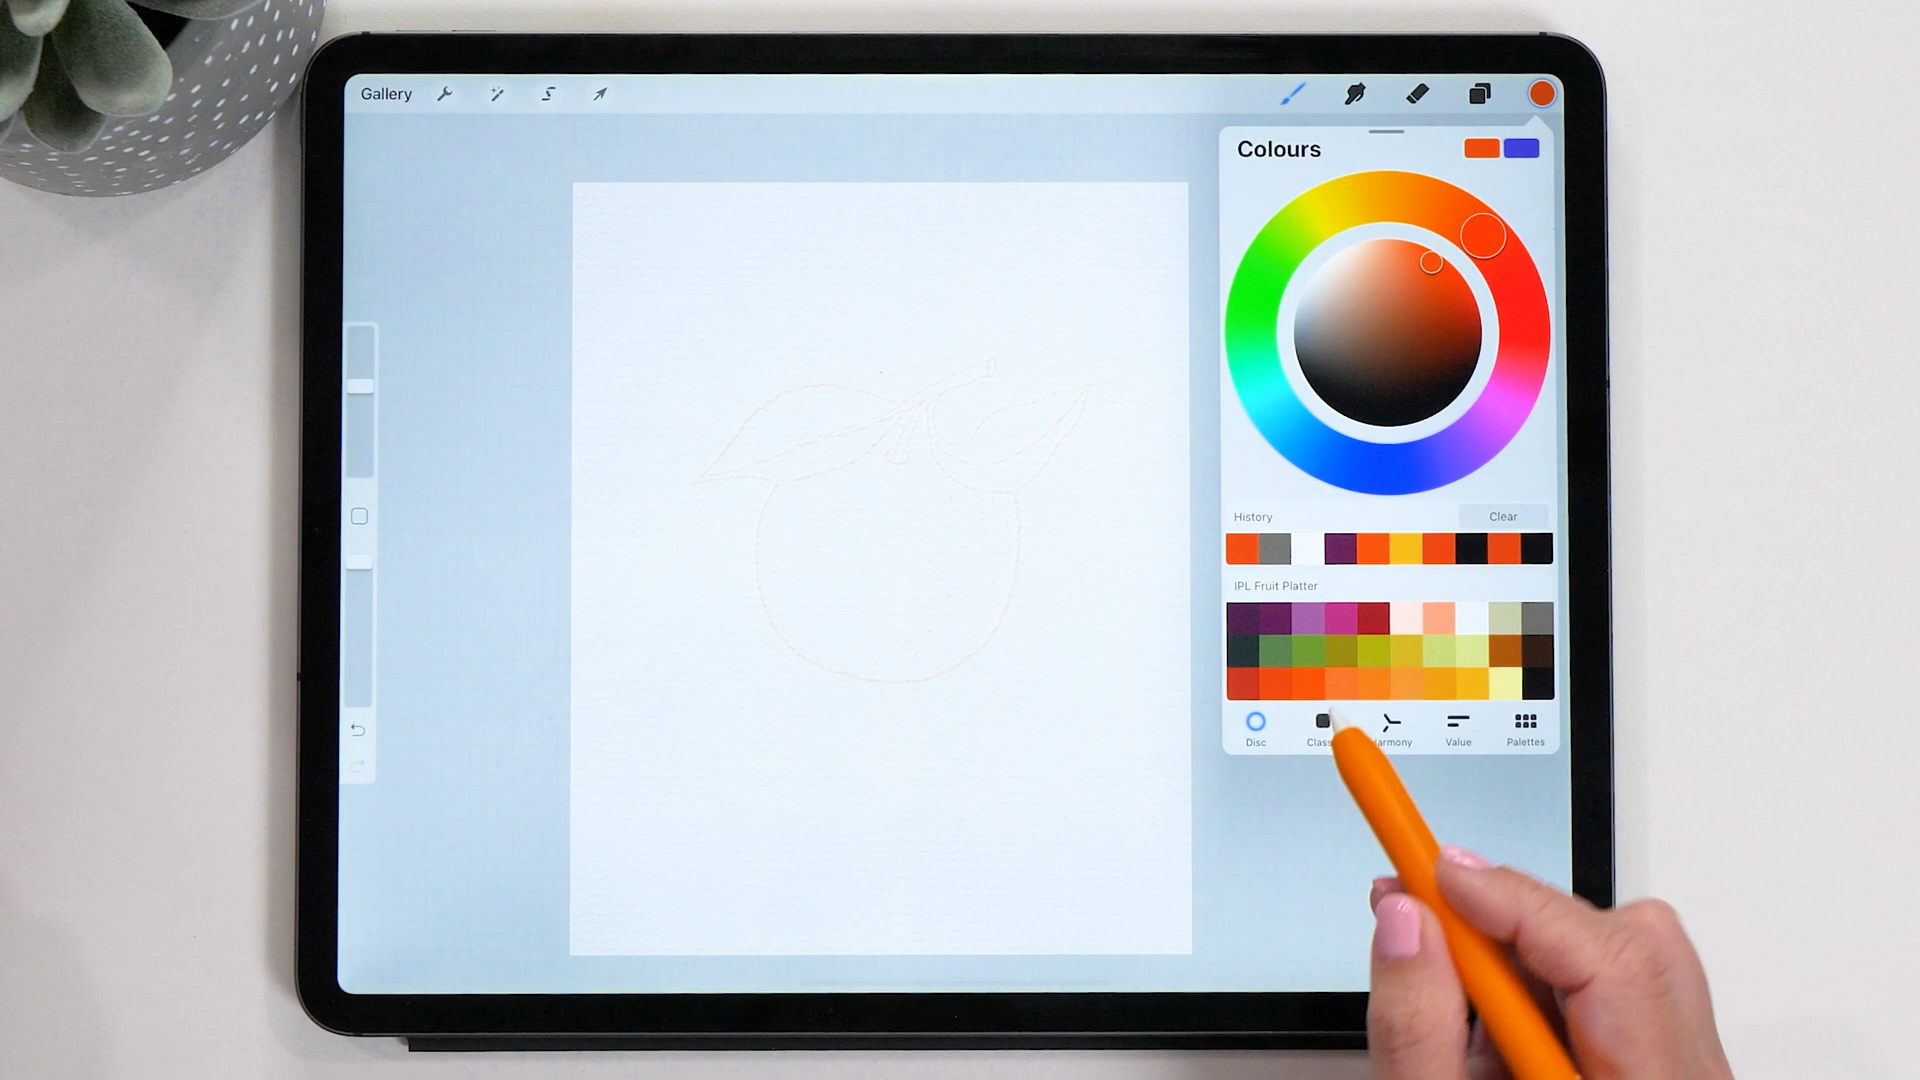 Gallery
Colours
History
Clear
IPL Fruit Platter
Disc
Value
Palettes